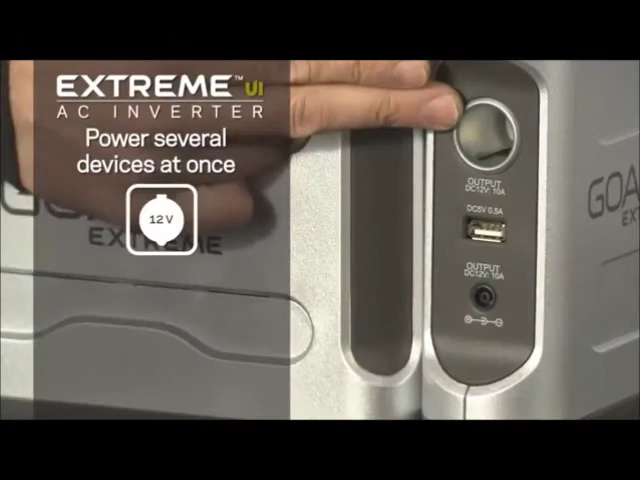 EXTREME™ UI
AC INVERTER
Power several
devices at once
12 V
EXTREME
OUTPUT
DC12V: 10A
DC5V 0.5A
OUTPUT
DC12V: 10A
GOA
EXT